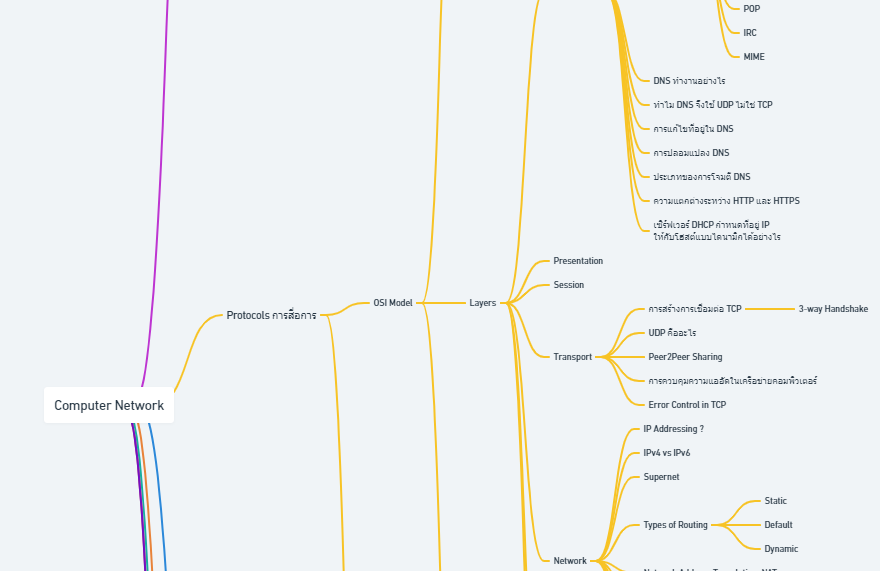 POP
IRC
MIME
DNS ทำงานอย่างไร
ทำไม DNS จึงใช้ UDP ไม่ใช่ TCP
การแก้ไขที่อยู่ใน DNS
การปลอมแปลง DNS
ประเภทของการโจมตี DNS
ความแตกต่างระหว่าง HTTP และ HTTPS
เซิร์ฟเวอร์ DHCP กำหนดที่อยู่ IP
ให้กับโฮสต์แบบไดนามิกได้อย่างไร
Presentation
Session
Protocols การสื่อการ
OSI Model
Layers
การสร้างการเชื่อมต่อ TCP
3-way Handshake
UDP คืออะไร
Transport
Peer2Peer Sharing
การควบคุมความแออัดในเครือข่ายคอมพิวเตอร์
Computer Network
Error Control in TCP
IP Addressing ?
IPv4 vs IPv6
Supernet
Static
Types of Routing
Default
Dynamic
Network